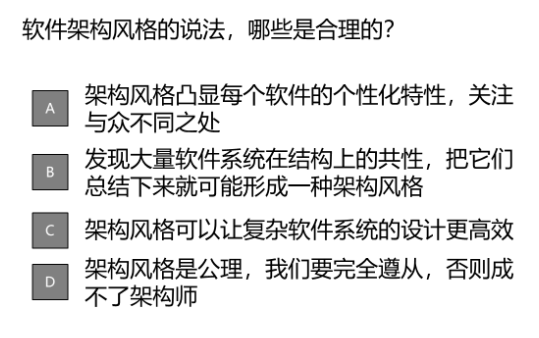 软件架构风格的说法，哪些是合理的？
A
架构风格凸显每个软件的个性化特性，关注
与众不同之处
B
发现大量软件系统在结构上的共性，把它们
总结下来就可能形成一种架构风格
C
架构风格可以让复杂软件系统的设计更高效
D
架构风格是公理，我们要完全遵从，否则成
不了架构师